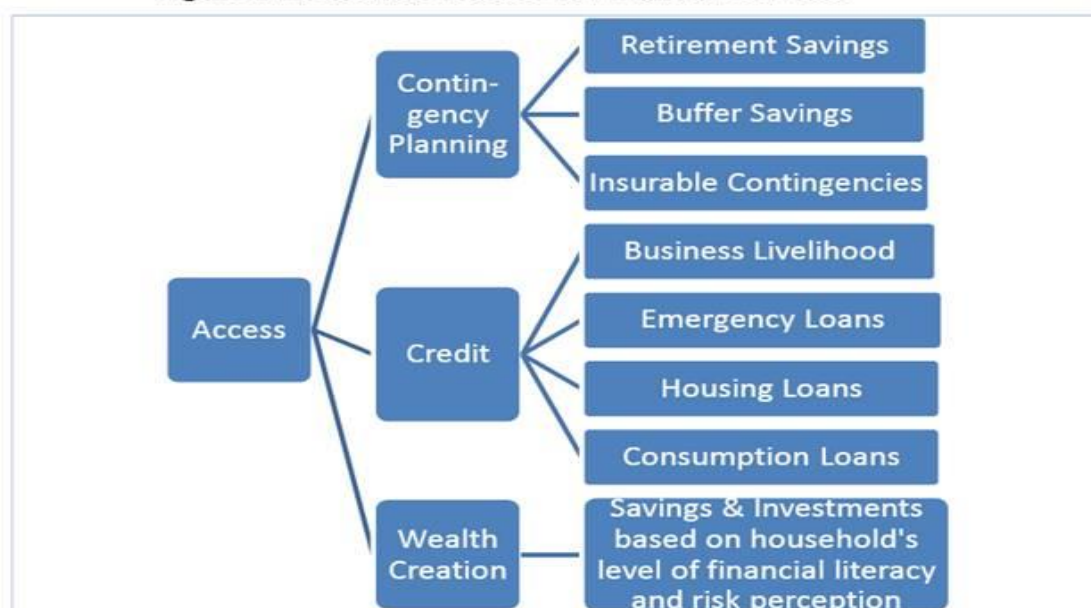 Retirement Savings
Contin-
gency
Planning
Buffer Savings
Insurable Contingencies
Business Livelihood
Access
Credit
Emergency Loans
Housing Loans
Consumption Loans
Wealth
Creation
Savings & Investments
based on household's
level of financial literacy
and risk perception